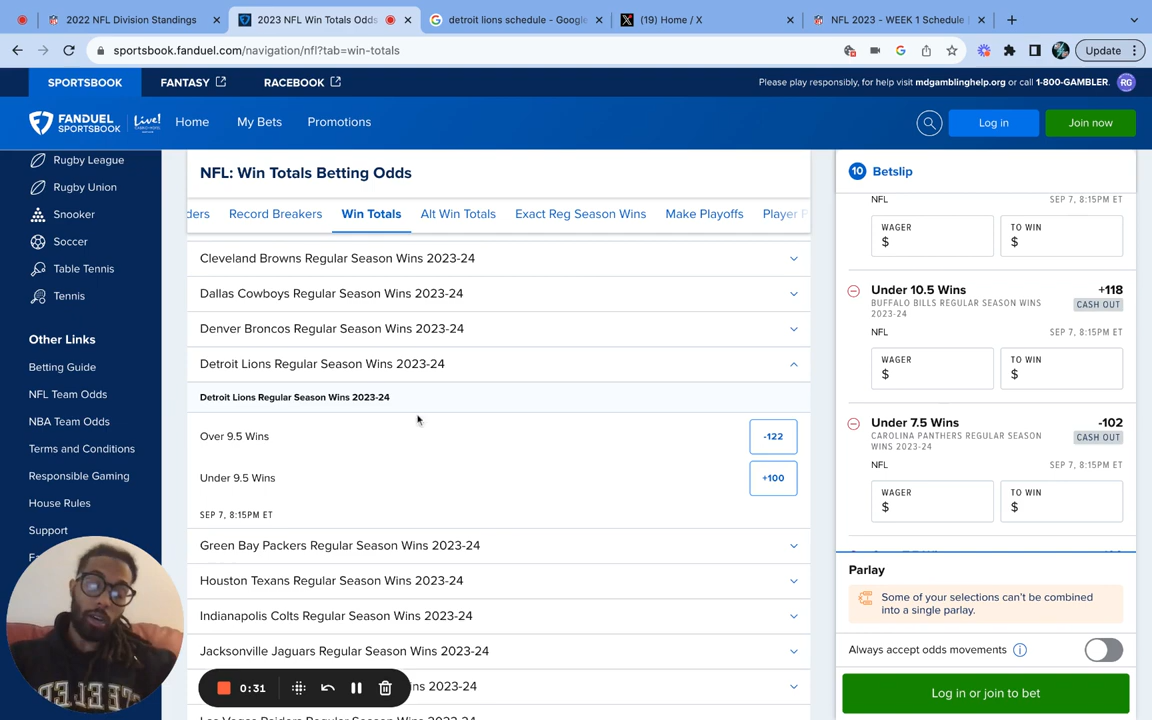 2022 NFL Division Standings
2023 NFL Win Totals Odds
detroit lions schedule - Google
(19) Home / X
NFL 2023 - WEEK 1 Schedule
sportsbook.fanduel.com/navigation/nfl?tab=win-totals
Update
SPORTSBOOK
FANTASY
RACEBOOK
Please play responsibly, for help visit mdgamblinghelp.org or call 1-800-GAMBLER.
RG
FANDUEL
SPORTSBOOK
Live!
Home
My Bets
Promotions
Log in
Join now
Rugby League
Rugby Union
Snooker
Soccer
Table Tennis
Tennis
Other Links
Betting Guide
NFL Team Odds
NBA Team Odds
Terms and Conditions
Responsible Gaming
House Rules
Support
NFL: Win Totals Betting Odds
ders
Record Breakers
Win Totals
Alt Win Totals
Exact Reg Season Wins
Make Playoffs
Player P
Cleveland Browns Regular Season Wins 2023-24
Dallas Cowboys Regular Season Wins 2023-24
Denver Broncos Regular Season Wins 2023-24
Detroit Lions Regular Season Wins 2023-24
Detroit Lions Regular Season Wins 2023-24
Over 9.5 Wins
-122
Under 9.5 Wins
+100
SEP 7, 8:15PM ET
Green Bay Packers Regular Season Wins 2023-24
Houston Texans Regular Season Wins 2023-24
Indianapolis Colts Regular Season Wins 2023-24
Jacksonville Jaguars Regular Season Wins 2023-24
ns 2023-24
0:31
10 Betslip
NFL
SEP 7, 8:15PM ET
WAGER
$
TO WIN
$
Under 10.5 Wins
+118
BUFFALO BILLS REGULAR SEASON WINS
2023-24
CASH OUT
NFL
SEP 7, 8:15PM ET
WAGER
$
TO WIN
$
Under 7.5 Wins
-102
CAROLINA PANTHERS REGULAR SEASON
WINS 2023-24
CASH OUT
NFL
SEP 7, 8:15PM ET
WAGER
$
TO WIN
$
Parlay
Some of your selections can't be combined
into a single parlay.
Always accept odds movements
Log in or join to bet